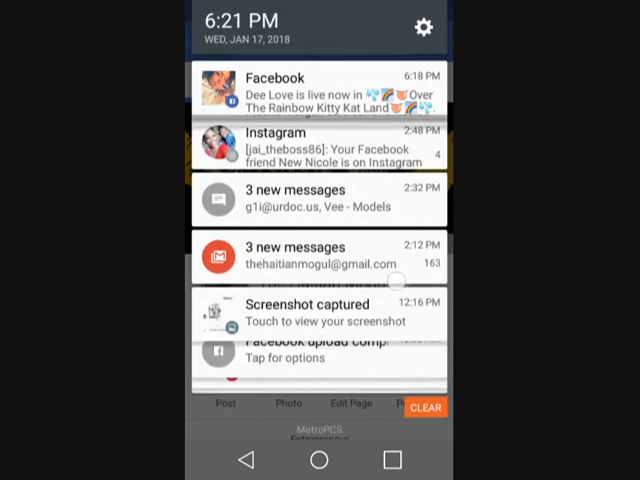 6:21 PM
WED, JAN 17, 2018
Facebook 6:18 PM
Dee Love is live now in 💦🌈🐷Over
The Rainbow Kitty Kat Land🐷🌈💦.
Instagram 2:48 PM
[jai_theboss86]: Your Facebook
friend New Nicole is on Instagram 4
3 new messages 2:32 PM
g1i@urdoc.us, Vee - Models
3 new messages 2:12 PM
thehaitianmogul@gmail.com 163
Screenshot captured 12:16 PM
Touch to view your screenshot
Facebook upload comp
Tap for options
Post Photo Edit Page
CLEAR
MetroPCS
Entrepreneur